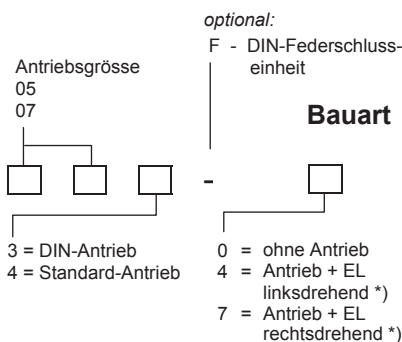 optional:
F - DIN-Federschluss-
einheit
Antriebsgrösse
05
07
Bauart
-
3 = DIN-Antrieb
4 = Standard-Antrieb
0 = ohne Antrieb
4 = Antrieb + EL
linksdrehend *)
7 = Antrieb + EL
rechtsdrehend *)